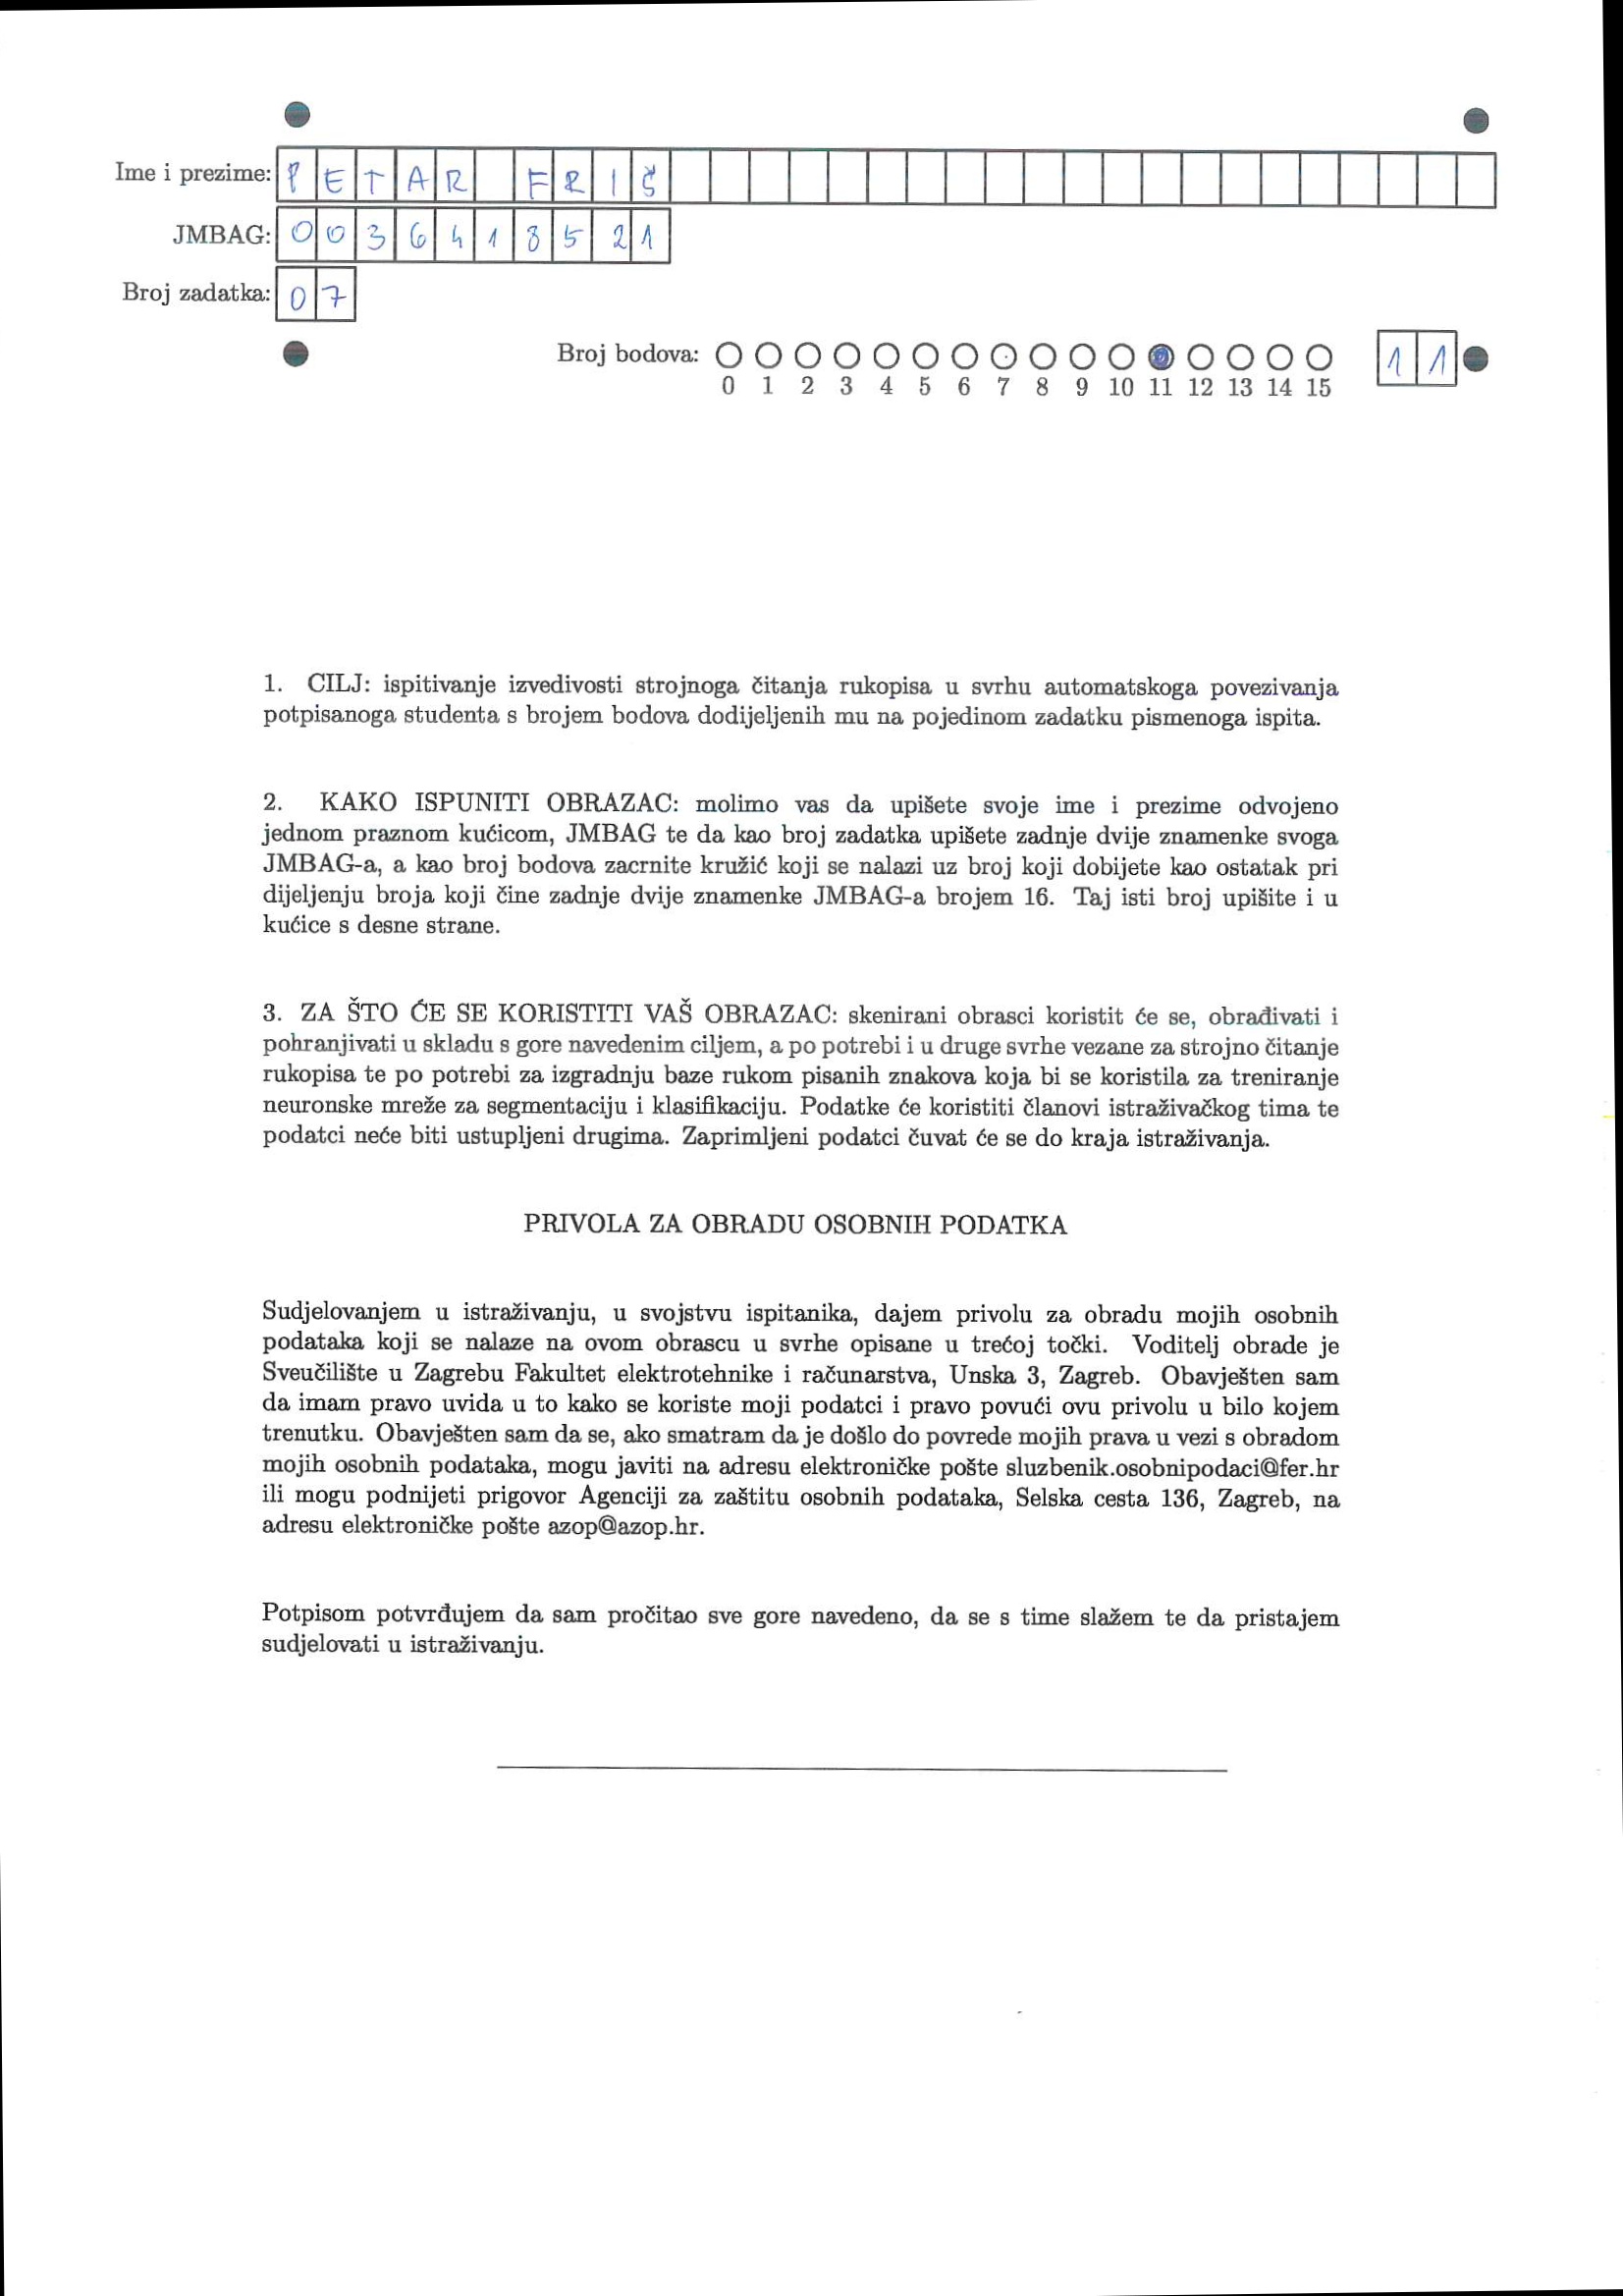 Ime i prezime: PETAR FRIŠ
JMBAG: 0036418521
Broj zadatka: 07
Broj bodova: 11
0 1 2 3 4 5 6 7 8 9 10 11 12 13 14 15
1. CILJ: ispitivanje izvedivosti strojnoga čitanja rukopisa u svrhu automatskoga povezivanja
potpisanoga studenta s brojem bodova dodijeljenih mu na pojedinom zadatku pismenoga ispita.
2. KAKO ISPUNITI OBRAZAC: molimo vas da upišete svoje ime i prezime odvojeno
jednom praznom kućicom, JMBAG te da kao broj zadatka upišete zadnje dvije znamenke svoga
JMBAG-a, a kao broj bodova zacrnite kružić koji se nalazi uz broj koji dobijete kao ostatak pri
dijeljenju broja koji čine zadnje dvije znamenke JMBAG-a brojem 16. Taj isti broj upišite i u
kućice s desne strane.
3. ZA ŠTO ĆE SE KORISTITI VAŠ OBRAZAC: skenirani obrasci koristit će se, obrađivati i
pohranjivati u skladu s gore navedenim ciljem, a po potrebi i u druge svrhe vezane za strojno čitanje
rukopisa te po potrebi za izgradnju baze rukom pisanih znakova koja bi se koristila za treniranje
neuronske mreže za segmentaciju i klasifikaciju. Podatke će koristiti članovi istraživačkog tima te
podatci neće biti ustupljeni drugima. Zaprimljeni podatci čuvat će se do kraja istraživanja.
PRIVOLA ZA OBRADU OSOBNIH PODATKA
Sudjelovanjem u istraživanju, u svojstvu ispitanika, dajem privolu za obradu mojih osobnih
podataka koji se nalaze na ovom obrascu u svrhe opisane u trećoj točki. Voditelj obrade je
Sveučilište u Zagrebu Fakultet elektrotehnike i računarstva, Unska 3, Zagreb. Obavješten sam
da imam pravo uvida u to kako se koriste moji podatci i pravo povući ovu privolu u bilo kojem
trenutku. Obavješten sam da se, ako smatram da je došlo do povrede mojih prava u vezi s obradom
mojih osobnih podataka, mogu javiti na adresu elektroničke pošte sluzbenik.osobnipodaci@fer.hr
ili mogu podnijeti prigovor Agenciji za zaštitu osobnih podataka, Selska cesta 136, Zagreb, na
adresu elektroničke pošte azop@azop.hr.
Potpisom potvrđujem da sam pročitao sve gore navedeno, da se s time slažem te da pristajem
sudjelovati u istraživanju.